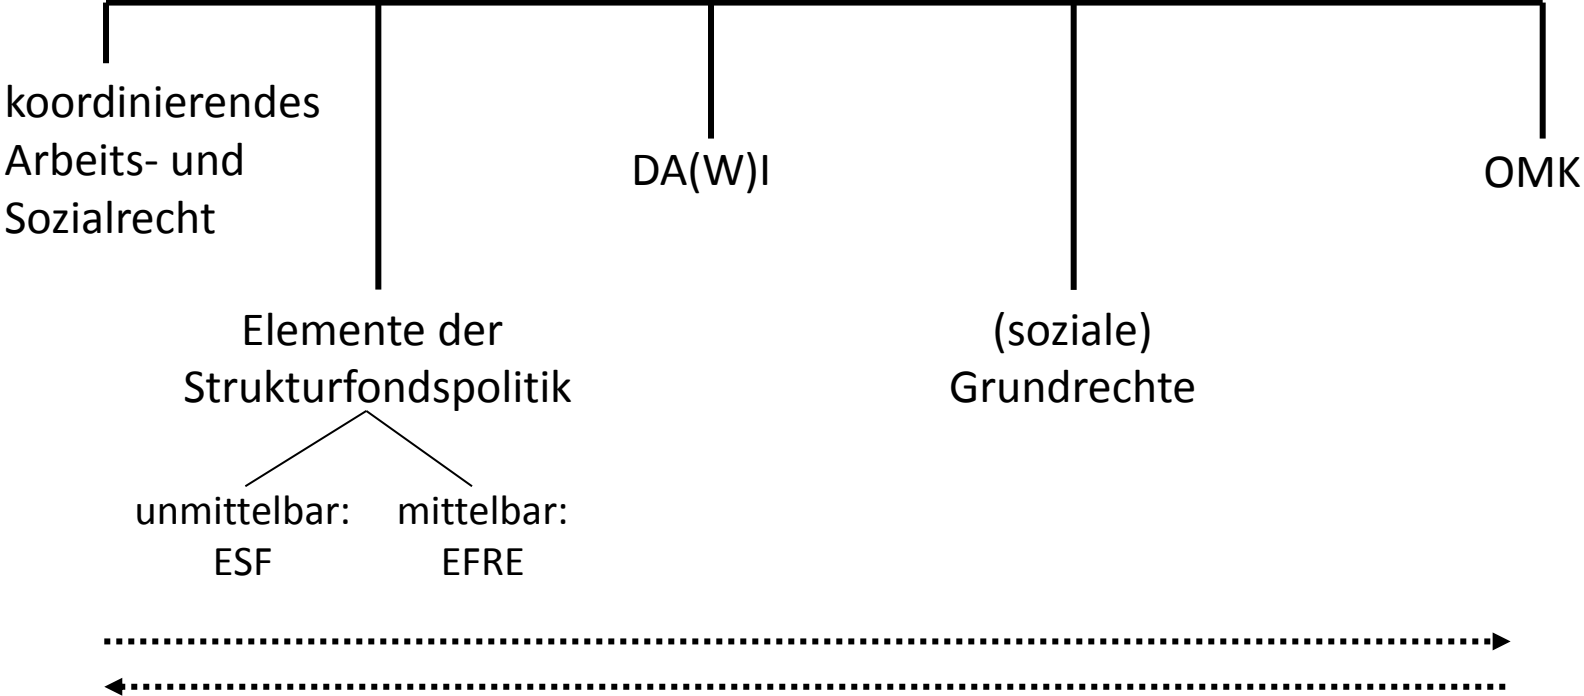 koordinierendes
Arbeits- und
Sozialrecht
DA(W)I
OMK
Elemente der
Strukturfondspolitik
(soziale)
Grundrechte
unmittelbar:
ESF
mittelbar:
EFRE